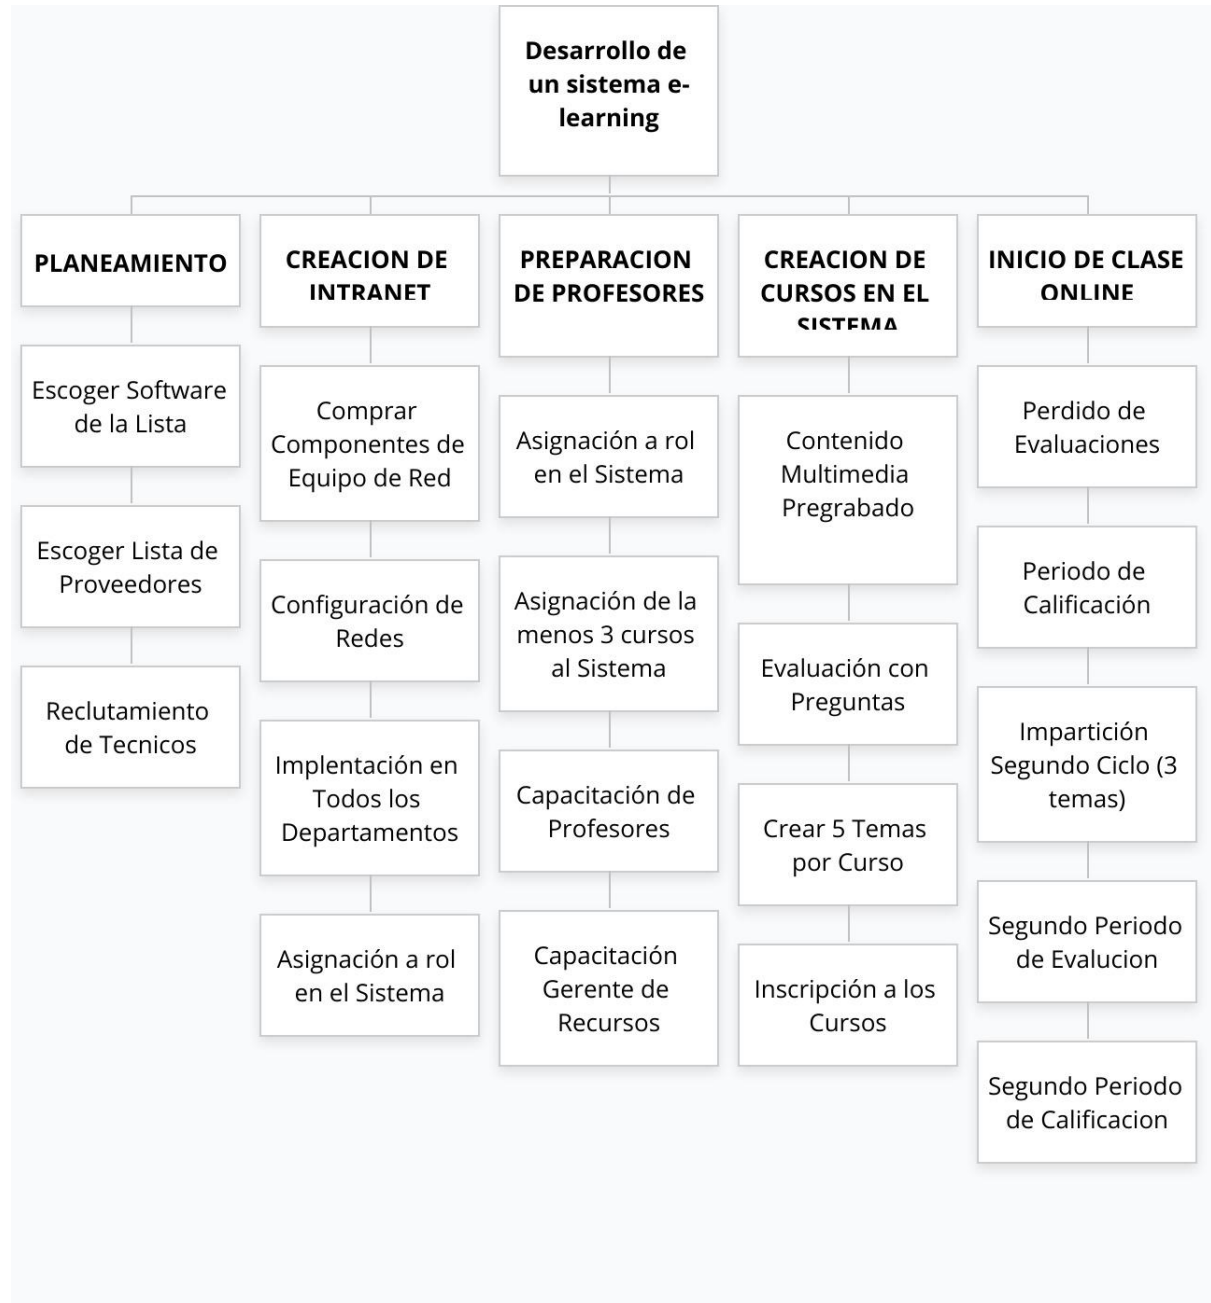 Desarrollo de
un sistema e-
learning
PLANEAMIENTO
Escoger Software
de la Lista
Escoger Lista de
Proveedores
Reclutamiento
de Tecnicos
CREACION DE
INTRANET
Comprar
Componentes de
Equipo de Red
Configuración de
Redes
Implentación en
Todos los
Departamentos
Asignación a rol
en el Sistema
PREPARACION
DE PROFESORES
Asignación a rol
en el Sistema
Asignación de la
menos 3 cursos
al Sistema
Capacitación de
Profesores
Capacitación
Gerente de
Recursos
CREACION DE
CURSOS EN EL
SISTEMA
Contenido
Multimedia
Pregrabado
Evaluación con
Preguntas
Crear 5 Temas
por Curso
Inscripción a los
Cursos
INICIO DE CLASE
ONLINE
Perdido de
Evaluaciones
Periodo de
Calificación
Impartición
Segundo Ciclo (3
temas)
Segundo Periodo
de Evalucion
Segundo Periodo
de Calificacion